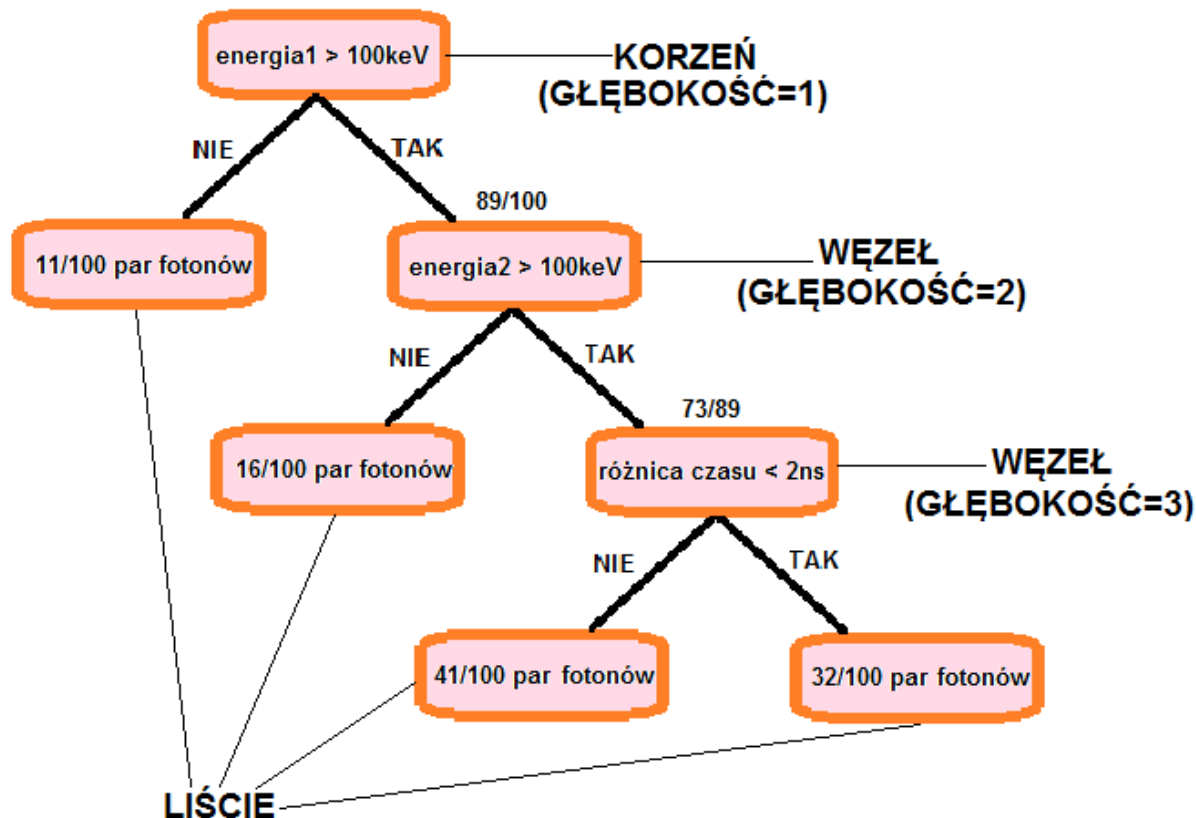 energia1 > 100keV
KORZEŃ
(GŁĘBOKOŚĆ=1)
NIE
TAK
89/100
11/100 par fotonów
energia2 > 100keV
WĘZEŁ
(GŁĘBOKOŚĆ=2)
NIE
TAK
73/89
16/100 par fotonów
różnica czasu < 2ns
WĘZEŁ
(GŁĘBOKOŚĆ=3)
NIE
TAK
41/100 par fotonów
32/100 par fotonów
LIŚCIE